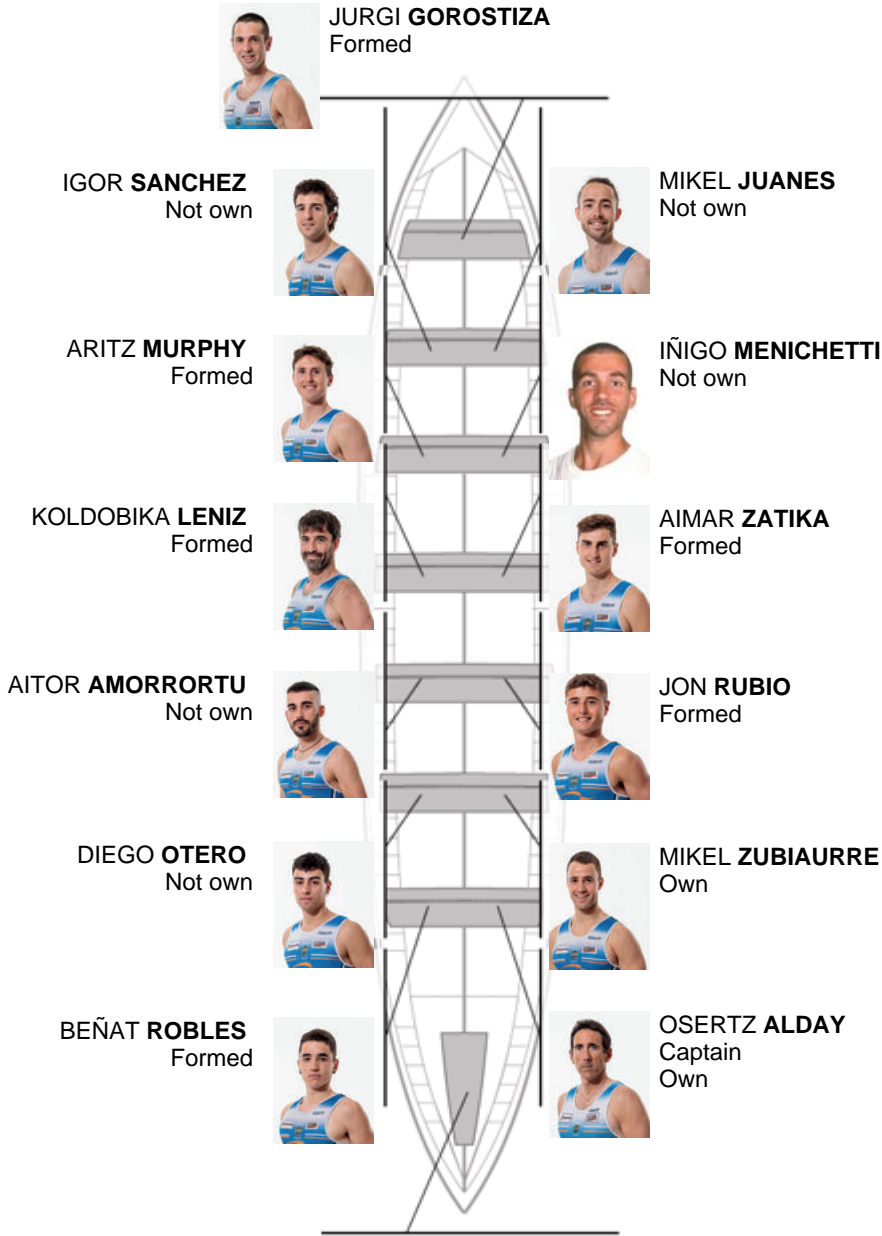 JURGI GOROSTIZA
Formed
IGOR SANCHEZ
Not own
MIKEL JUANES
Not own
ARITZ MURPHY
Formed
IÑIGO MENICHETTI
Not own
KOLDOBIKA LENIZ
Formed
AIMAR ZATIKA
Formed
AITOR AMORRORTU
Not own
JON RUBIO
Formed
DIEGO OTERO
Not own
MIKEL ZUBIAURRE
Own
BEÑAT ROBLES
Formed
OSERTZ ALDAY
Captain
Own